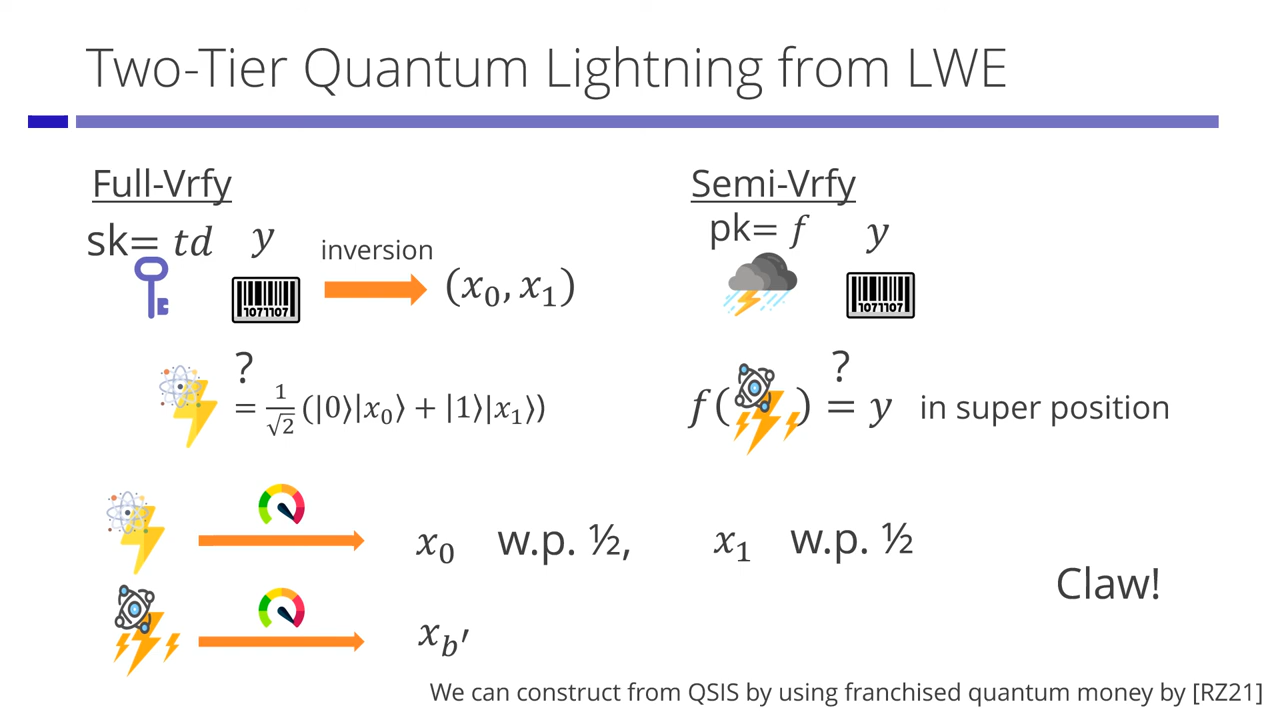 Two-Tier Quantum Lightning from LWE
Full-Vrfy
sk= td y inversion (x₀, x₁)
1071107
?
= 1/√2 (|0⟩|x₀⟩ + |1⟩|x₁⟩)
Semi-Vrfy
pk= f y
1071107
?
f( ) = y in super position
x₀ w.p. ½, x₁ w.p. ½
Claw!
x_b′
We can construct from QSIS by using franchised quantum money by [RZ21]